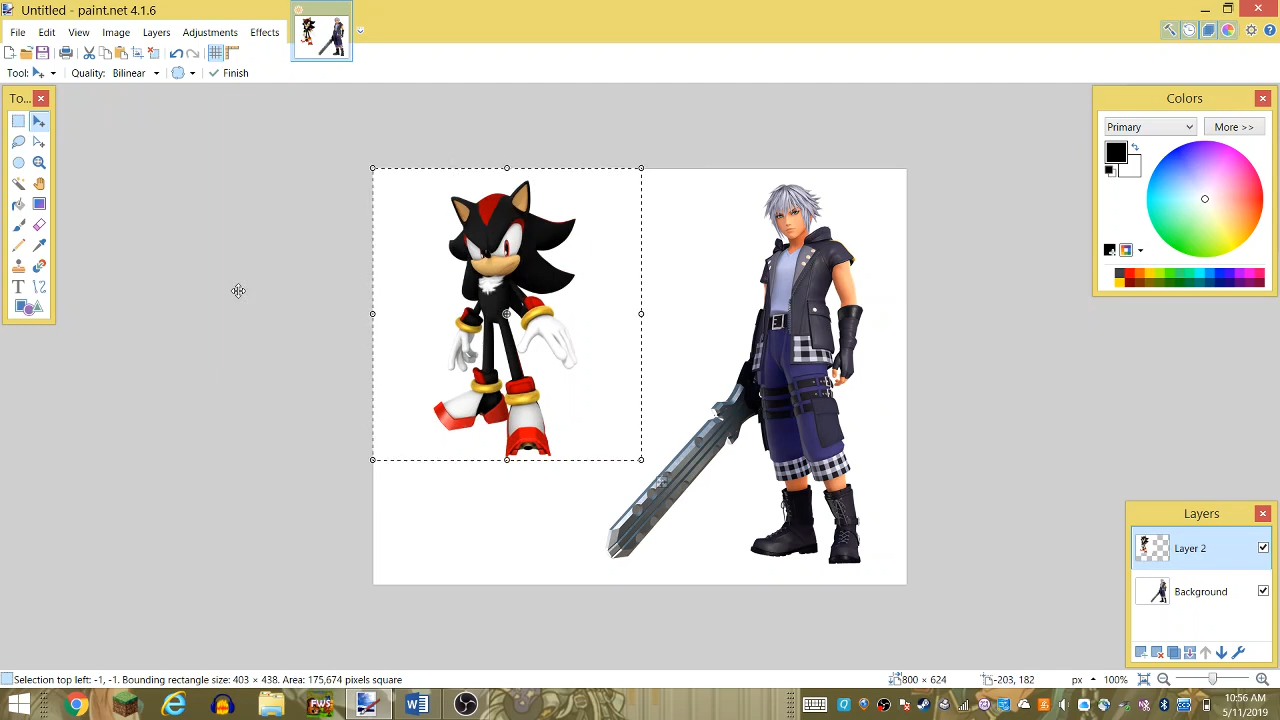 Untitled - paint.net 4.1.6
File Edit View Image Layers Adjustments Effects
Tool: Quality: Bilinear Finish
To...
Colors
Primary More >>
Layers
Layer 2
Background
Selection top left: -1, -1. Bounding rectangle size: 403 × 438. Area: 175,674 pixels square
800 × 624
-203, 182
px
100%
FWS
10:56 AM
5/11/2019